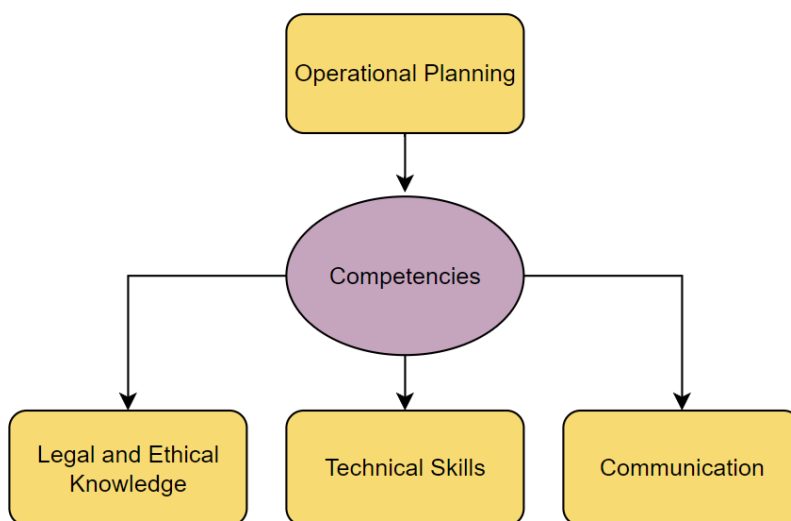 Operational Planning
Competencies
Legal and Ethical
Knowledge
Technical Skills
Communication